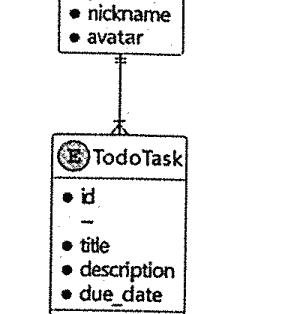 nickname
avatar
E TodoTask
id
title
description
due_date